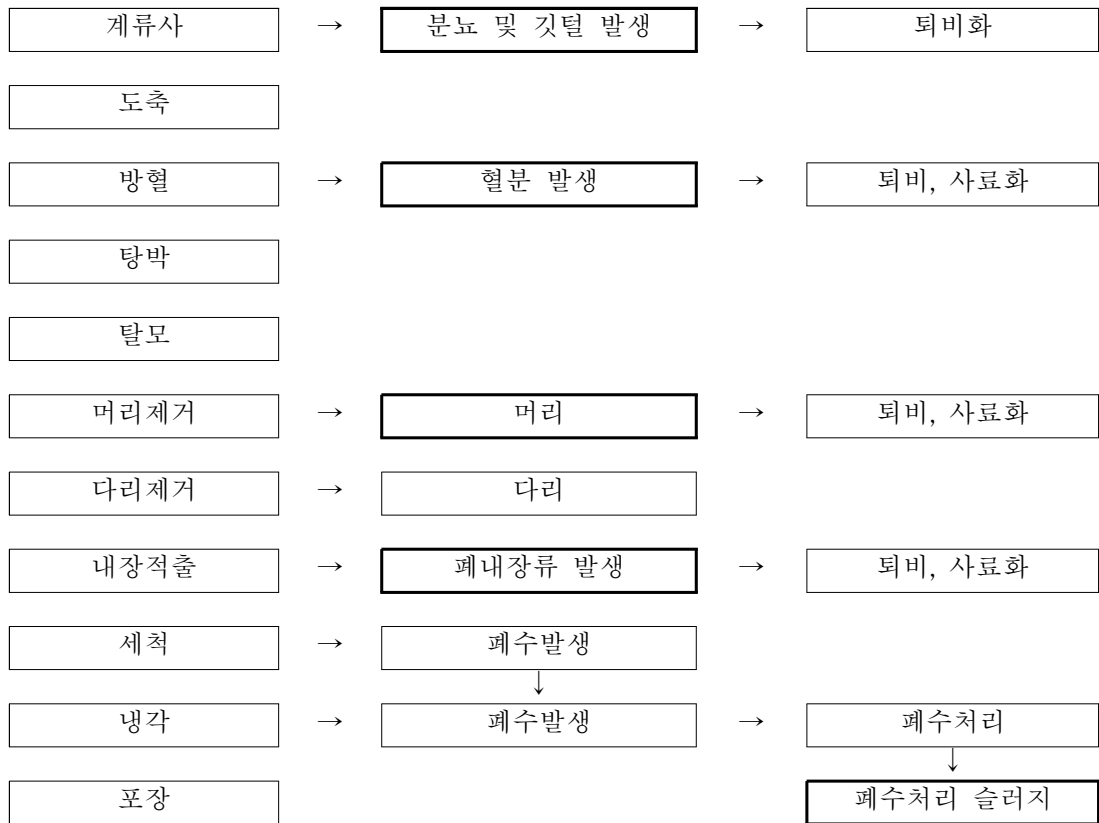 계류사 → 분뇨 및 깃털 발생 → 퇴비화
도축
방혈 → 혈분 발생 → 퇴비, 사료화
탕박
탈모
머리제거 → 머리 → 퇴비, 사료화
다리제거 → 다리
내장적출 → 폐내장류 발생 → 퇴비, 사료화
세척 → 폐수발생
↓
냉각 → 폐수발생 → 폐수처리
↓
포장 폐수처리 슬러지